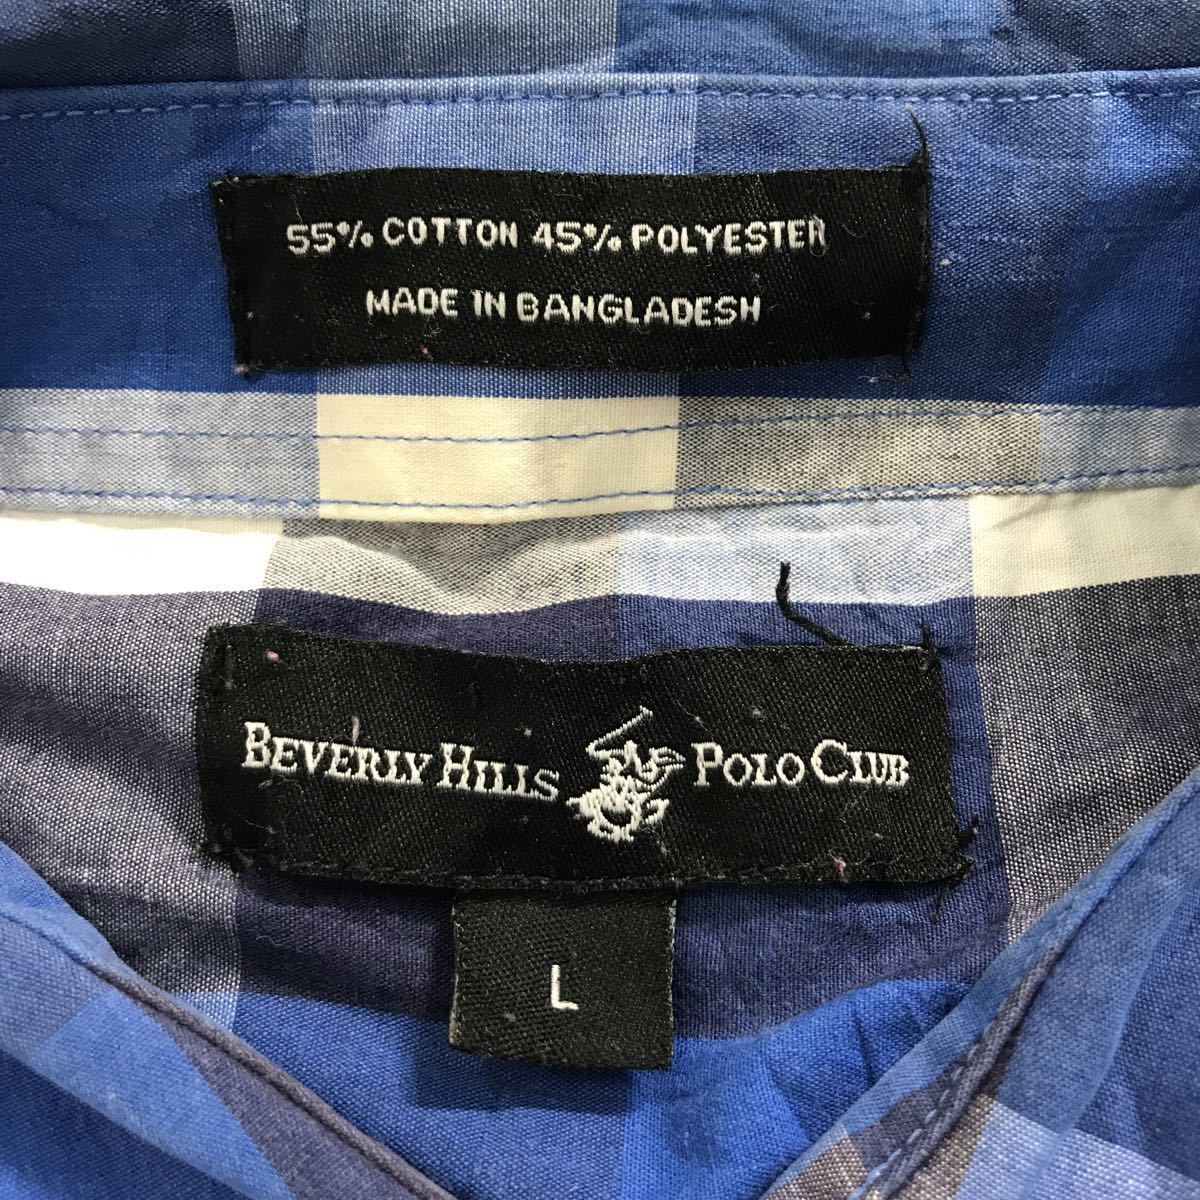 55% COTTON 45% POLYESTER
MADE IN BANGLADESH
BEVERLY HILLS POLO CLUB
L